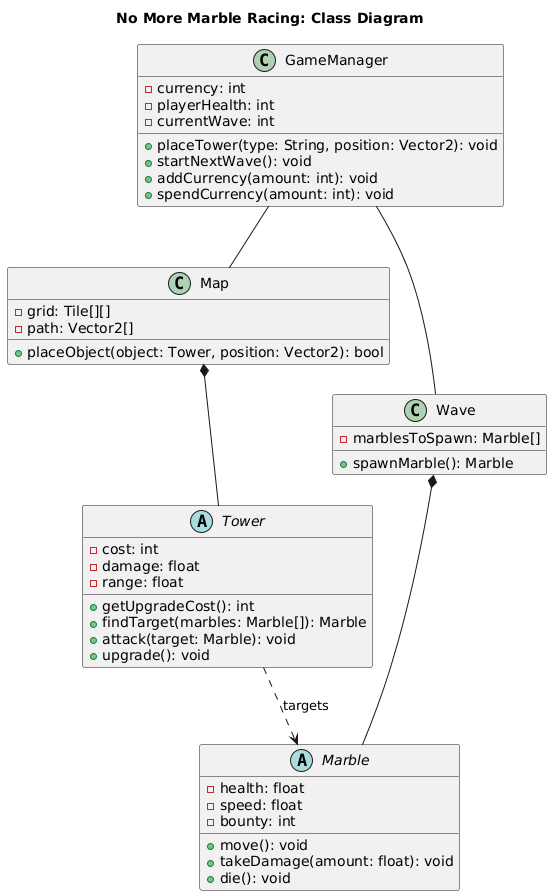 No More Marble Racing: Class Diagram
C GameManager
currency: int
playerHealth: int
currentWave: int
placeTower(type: String, position: Vector2): void
startNextWave(): void
addCurrency(amount: int): void
spendCurrency(amount: int): void
C Map
grid: Tile[][]
path: Vector2[]
placeObject(object: Tower, position: Vector2): bool
C Wave
marblesToSpawn: Marble[]
spawnMarble(): Marble
A Tower
cost: int
damage: float
range: float
getUpgradeCost(): int
findTarget(marbles: Marble[]): Marble
attack(target: Marble): void
upgrade(): void
targets
A Marble
health: float
speed: float
bounty: int
move(): void
takeDamage(amount: float): void
die(): void